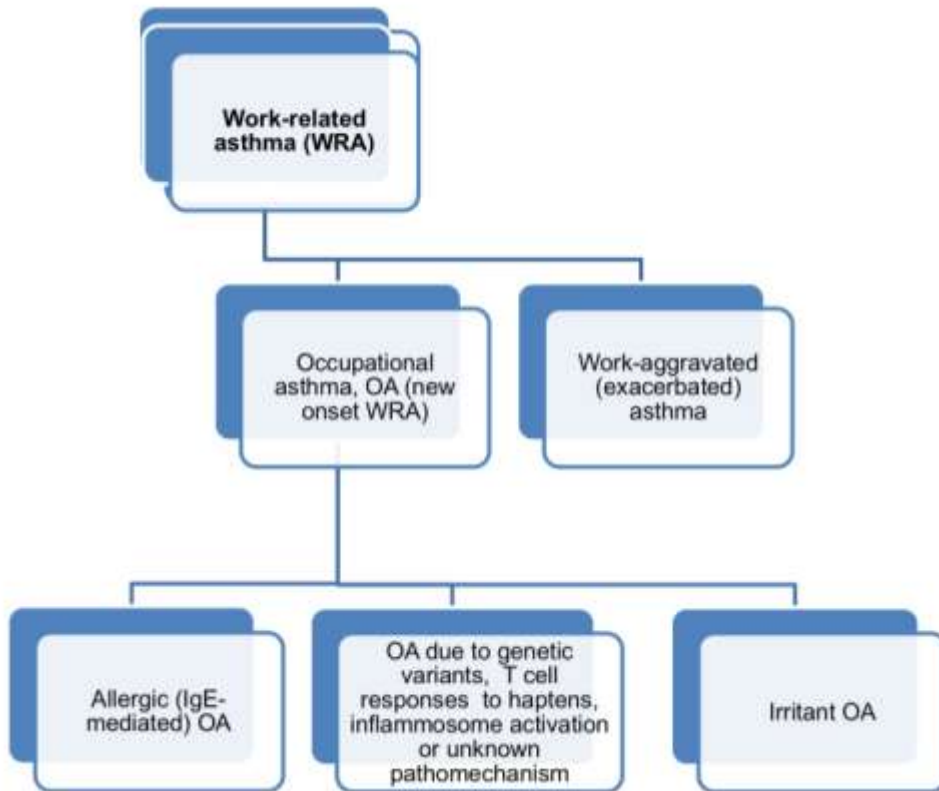 Work-related
asthma (WRA)
Occupational
asthma, OA (new
onset WRA)
Work-aggravated
(exacerbated)
asthma
Allergic (IgE-
mediated) OA
OA due to genetic
variants, T cell
responses to haptens,
inflammosome activation
or unknown
pathomechanism
Irritant OA